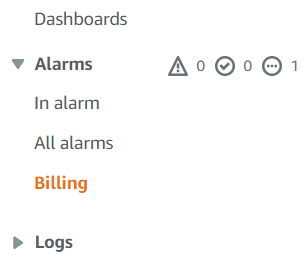 Dashboards
Alarms 0 0 1
In alarm
All alarms
Billing
Logs